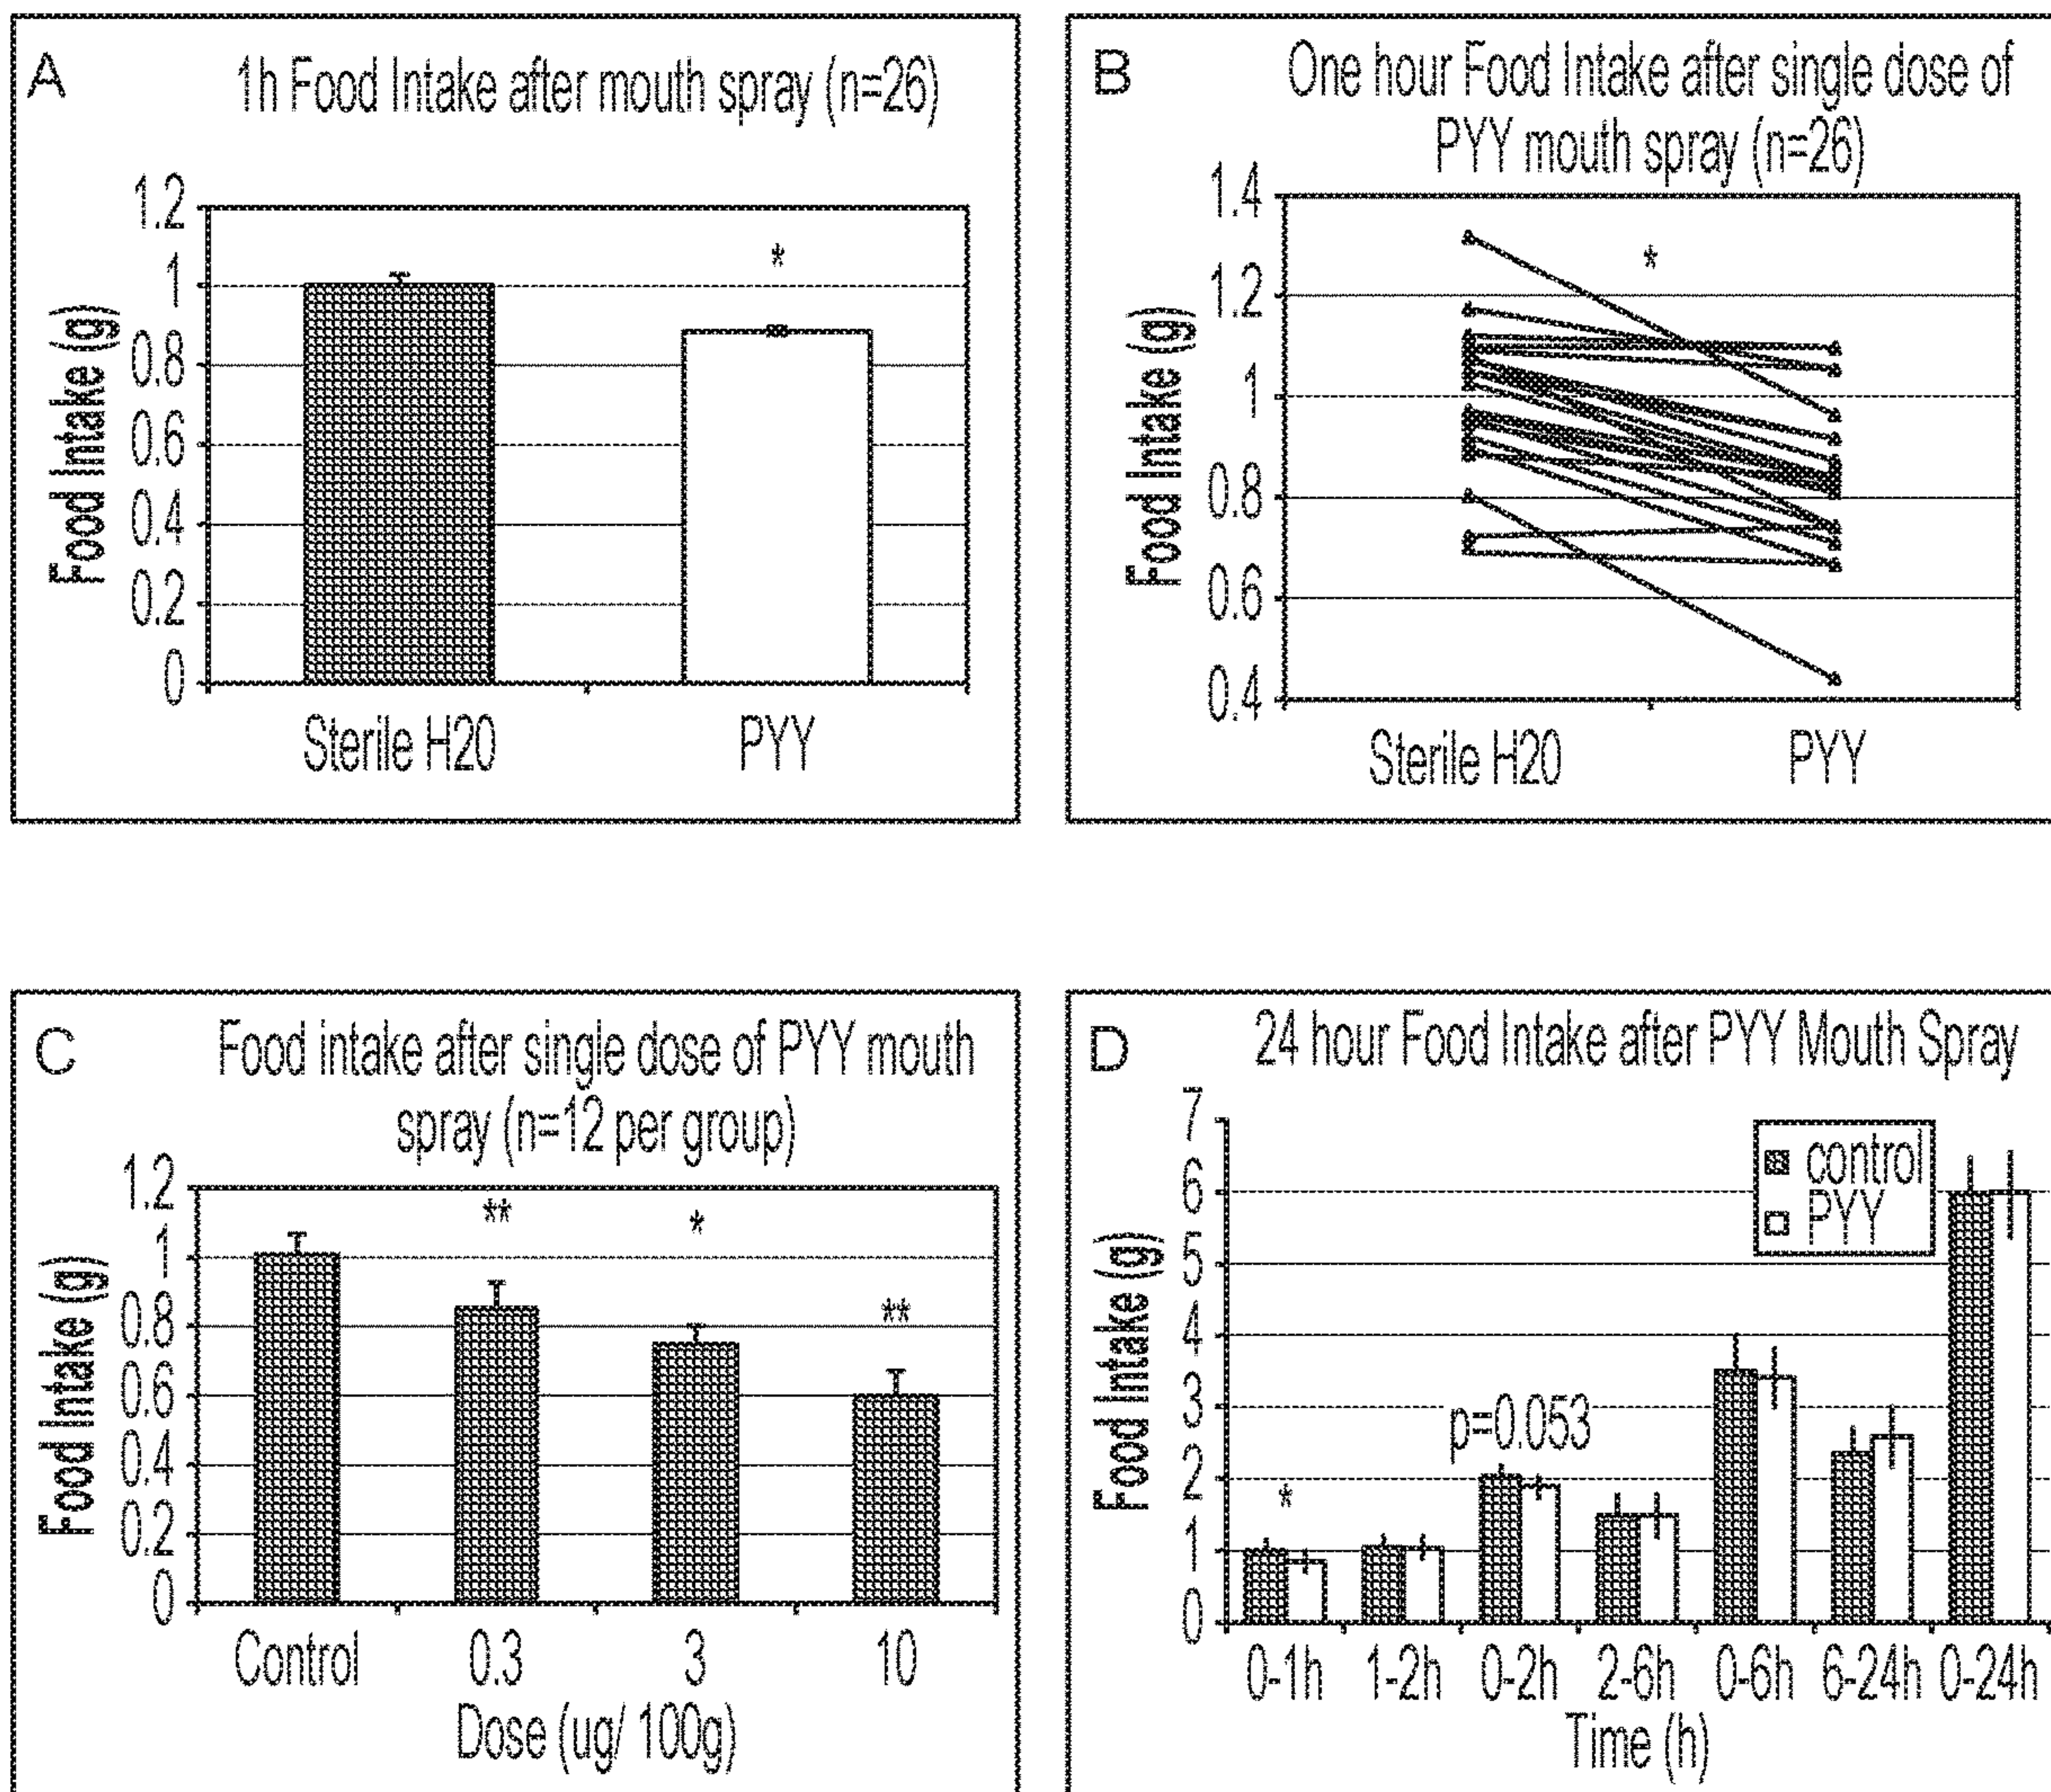 A
1h Food Intake after mouth spray (n=26)
1.2
1
0.8
0.6
0.4
0.2
0
Food Intake (g)
*
Sterile H20
PYY
B
One hour Food Intake after single dose of
PYY mouth spray (n=26)
1.4
1.2
1
0.8
0.6
0.4
Food Intake (g)
*
Sterile H20
PYY
C
Food intake after single dose of PYY mouth
spray (n=12 per group)
1.2
1
0.8
0.6
0.4
0.2
0
Food Intake (g)
**
*
**
Control
0.3
3
10
Dose (ug/ 100g)
D
24 hour Food Intake after PYY Mouth Spray
7
6
5
4
3
2
1
0
Food Intake (g)
control
PYY
*
p=0.053
0-1h
1-2h
0-2h
2-6h
0-6h
6-24h
0-24h
Time (h)